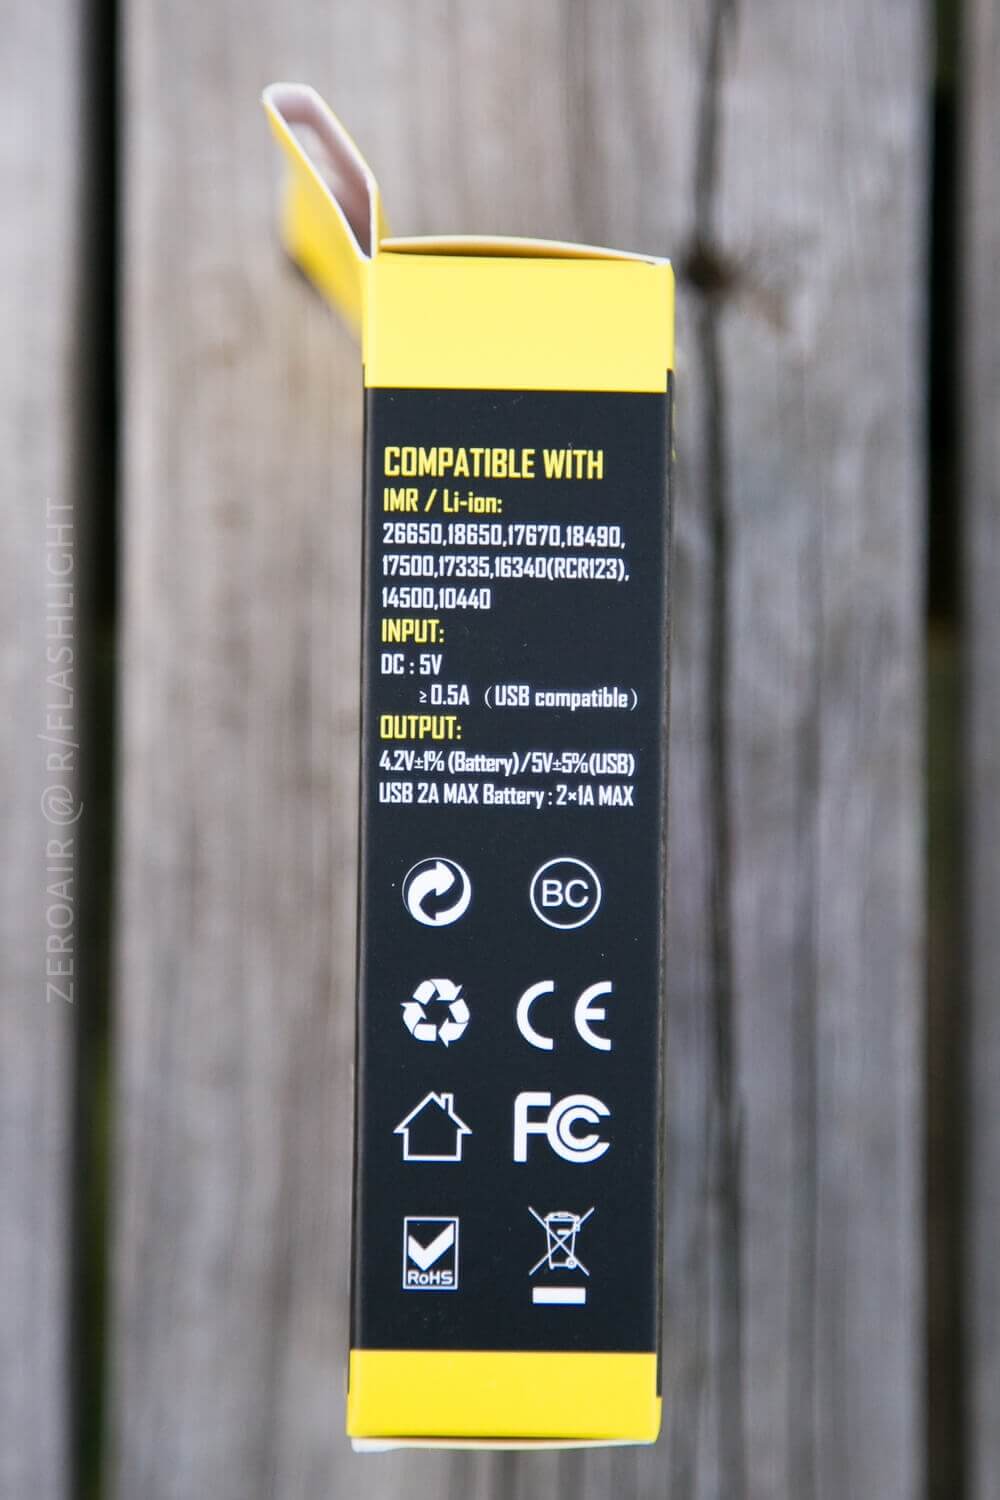 COMPATIBLE WITH
IMR / Li-ion:
26650,18650,17670,18490,
17500,17335,16340(RCR123),
14500,10440
INPUT:
DC : 5V
≥ 0.5A （USB compatible）
OUTPUT:
4.2V±1% (Battery)/5V±5%(USB)
USB 2A MAX Battery : 2×1A MAX
BC
CE
FC
RoHS
ZEROAIR @ R/FLASHLIGHT